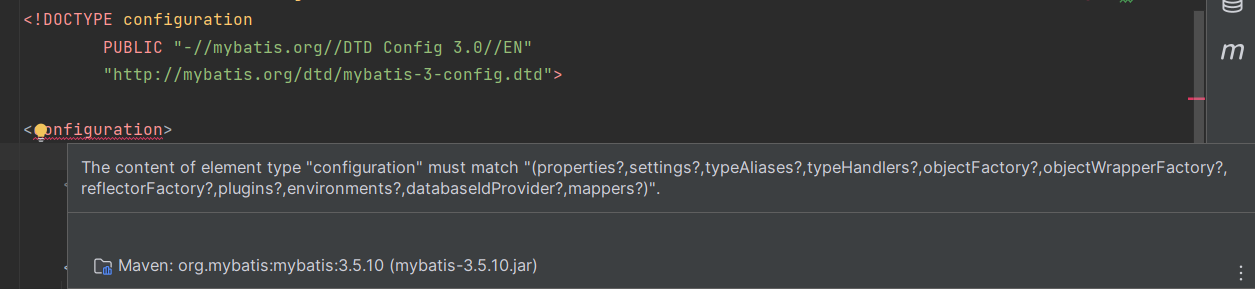 <!DOCTYPE configuration
PUBLIC "-//mybatis.org//DTD Config 3.0//EN"
"http://mybatis.org/dtd/mybatis-3-config.dtd">
m
<configuration>
The content of element type "configuration" must match "(properties?,settings?,typeAliases?,typeHandlers?,objectFactory?,objectWrapperFactory?,
reflectorFactory?,plugins?,environments?,databaseIdProvider?,mappers?)".
Maven: org.mybatis:mybatis:3.5.10 (mybatis-3.5.10.jar)